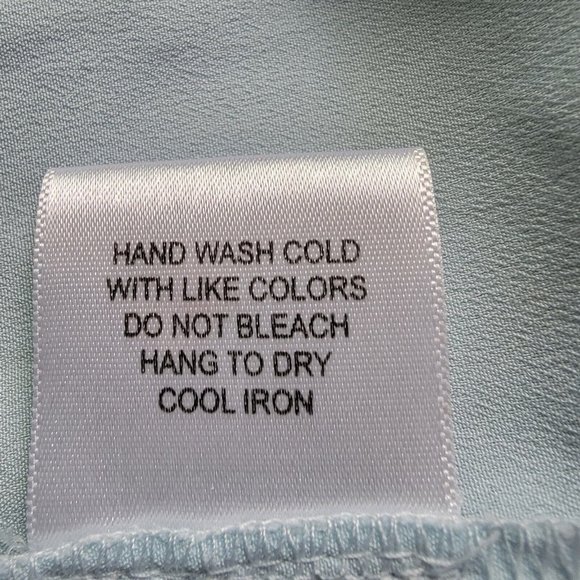 HAND WASH COLD
WITH LIKE COLORS
DO NOT BLEACH
HANG TO DRY
COOL IRON